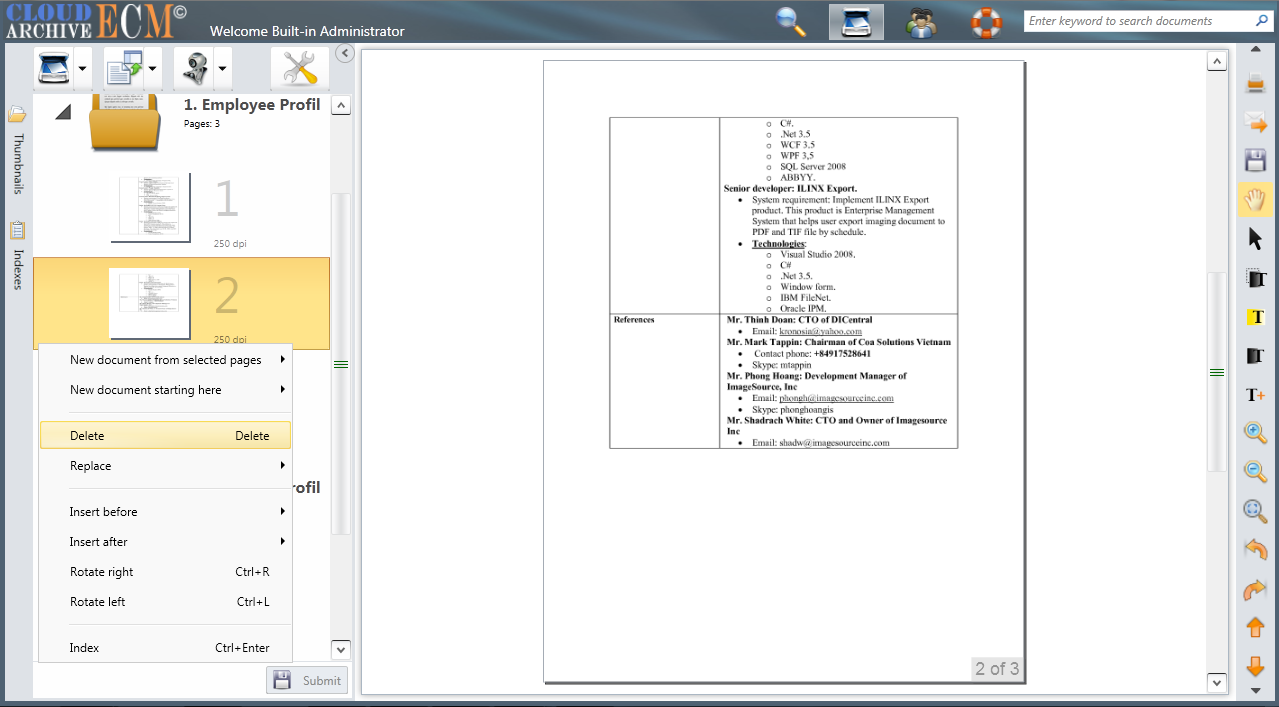 CLOUD
ARCHIVE ECM©
Welcome Built-in Administrator
Enter keyword to search documents
Thumbnails
Indexes
1. Employee Profil
Pages: 3
1
250 dpi
2
250 dpi
New document from selected pages
New document starting here
Delete Delete
Replace
rofil
Insert before
Insert after
Rotate right Ctrl+R
Rotate left Ctrl+L
Index Ctrl+Enter
Submit
o C#.
o .Net 3.5
o WCF 3.5
o WPF 3,5
o SQL Server 2008
o ABBYY.
Senior developer: ILINX Export.
• System requirement: Implement ILINX Export
product. This product is Enterprise Management
System that helps user export imaging document to
PDF and TIF file by schedule.
• Technologies:
o Visual Studio 2008.
o C#
o .Net 3.5.
o Window form.
o IBM FileNet.
o Oracle IPM.
References
Mr. Thinh Doan: CTO of DICentral
• Email: kronosia@yahoo.com
Mr. Mark Tappin: Chairman of Coa Solutions Vietnam
• Contact phone: +84917528641
• Skype: mtappin
Mr. Phong Hoang: Development Manager of
ImageSource, Inc
• Email: phongh@imagesourceinc.com
• Skype: phonghoangis
Mr. Shadrach White: CTO and Owner of Imagesource
Inc
• Email: shadw@imagesourceinc.com
2 of 3
T
T
T
T+